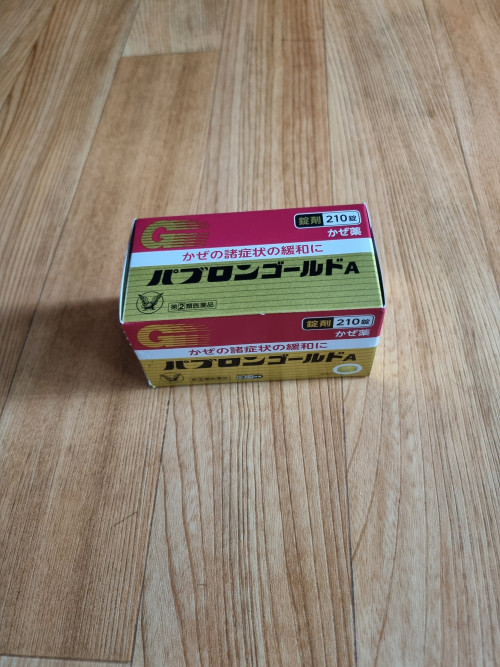 G
錠剤 210錠
かぜ薬
かぜの諸症状の緩和に
パブロンゴールドA
指定第②類医薬品
G
錠剤 210錠
かぜ薬
かぜの諸症状の緩和に
パブロンゴールドA